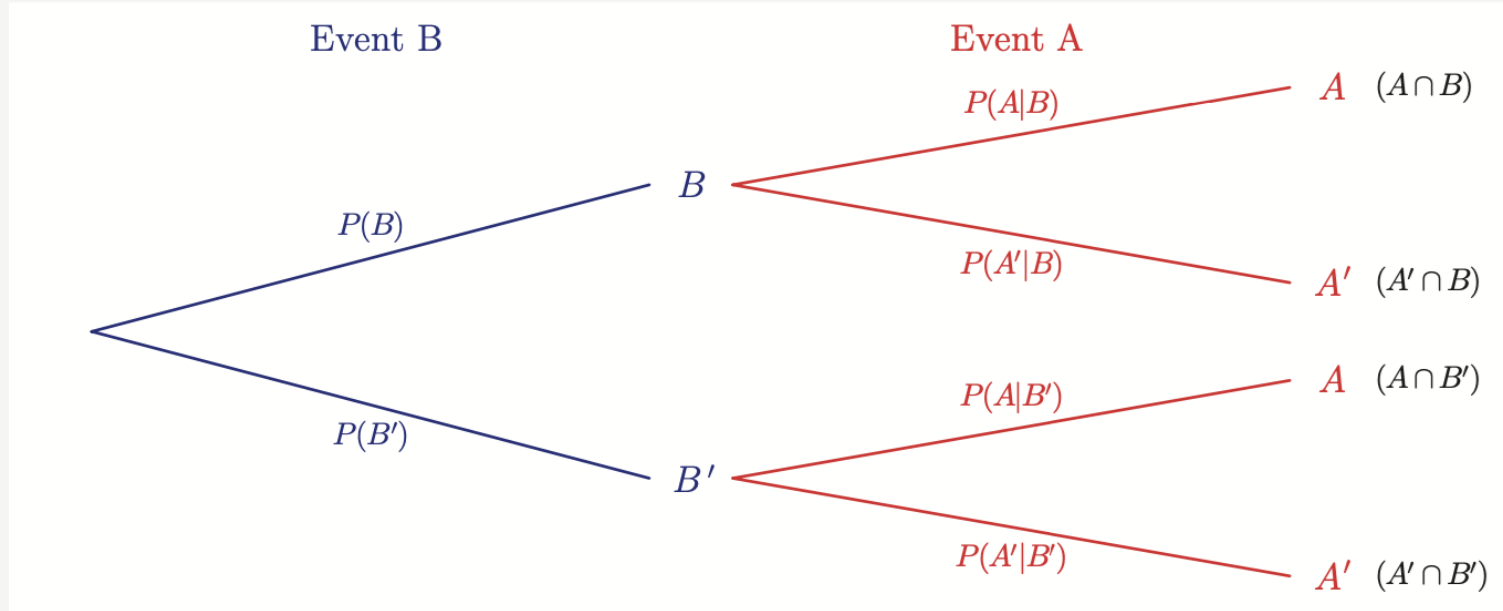 Event B
Event A
P(B)
P(B′)
B
B′
P(A|B)
P(A′|B)
P(A|B′)
P(A′|B′)
A (A∩B)
A′ (A′∩B)
A (A∩B′)
A′ (A′∩B′)